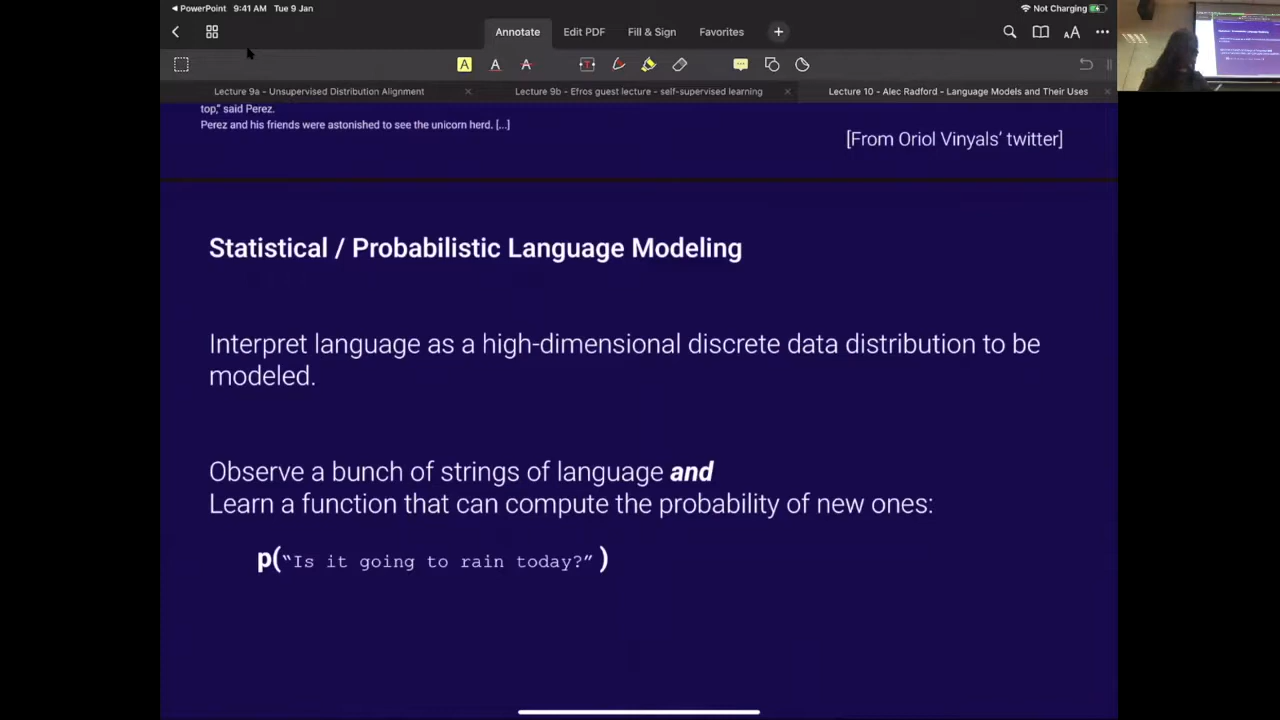 PowerPoint 9:41 AM Tue 9 Jan Not Charging
Annotate Edit PDF Fill & Sign Favorites
Lecture 9a - Unsupervised Distribution Alignment Lecture 9b - Efros guest lecture - self-supervised learning Lecture 10 - Alec Radford - Language Models and Their Uses
top,” said Perez.
Perez and his friends were astonished to see the unicorn herd. [...]
[From Oriol Vinyals’ twitter]
Statistical / Probabilistic Language Modeling
Interpret language as a high-dimensional discrete data distribution to be
modeled.
Observe a bunch of strings of language and
Learn a function that can compute the probability of new ones:
p(“Is it going to rain today?”)